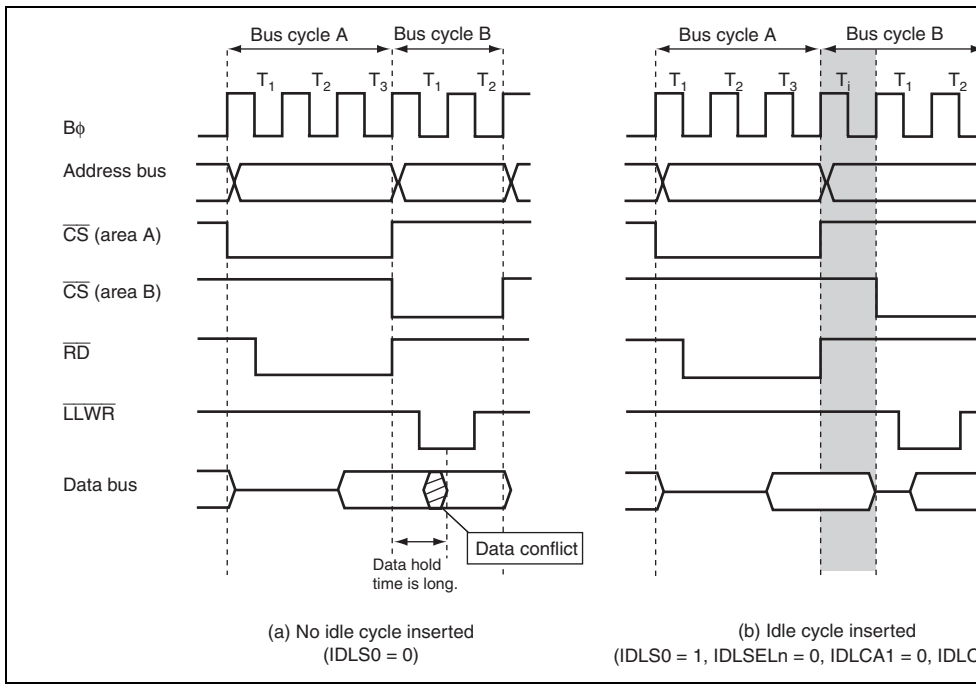 Bus cycle A Bus cycle B Bus cycle A Bus cycle B
T1 T2 T3 T1 T2 T1 T2 T3 Ti T1 T2
Bφ
Address bus
CS (area A)
CS (area B)
RD
LLWR
Data bus
Data conflict
Data hold
time is long.
(a) No idle cycle inserted
(IDLS0 = 0)
(b) Idle cycle inserted
(IDLS0 = 1, IDLSELn = 0, IDLCA1 = 0,